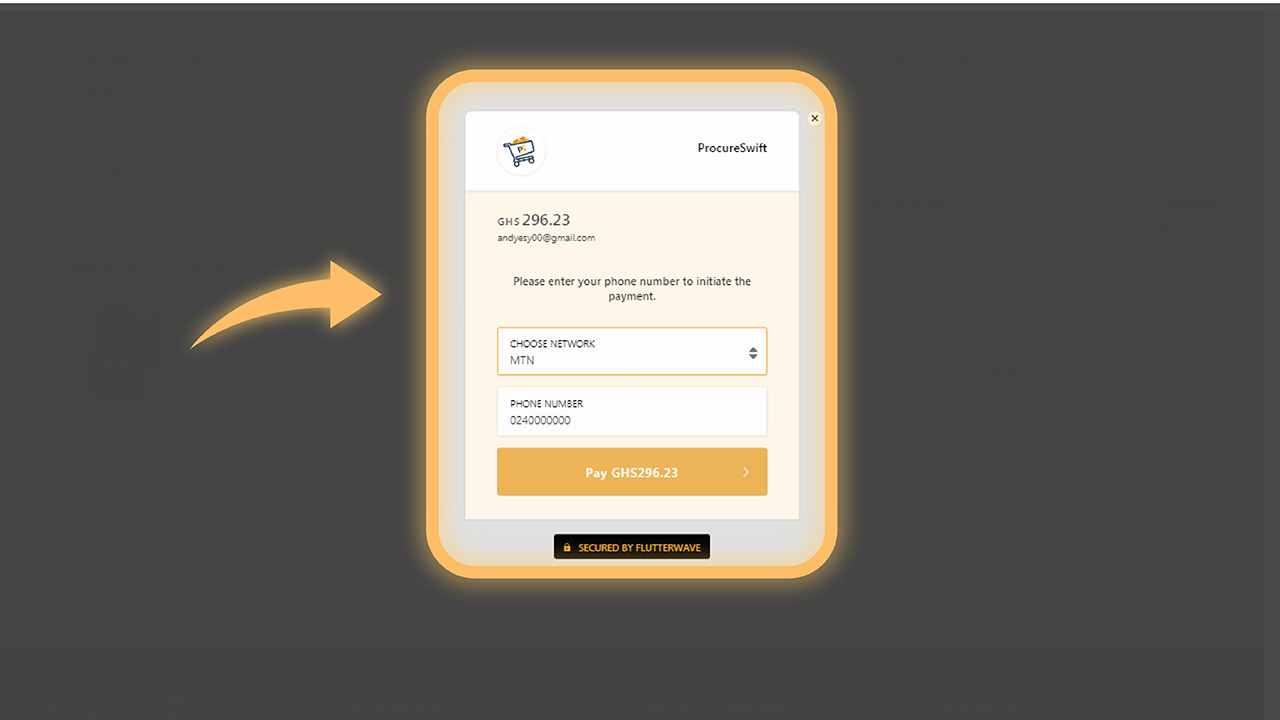 ProcureSwift
GHS 296.23
andyesy00@gmail.com
Please enter your phone number to initiate the
payment.
CHOOSE NETWORK
MTN
PHONE NUMBER
0240000000
Pay GHS296.23
SECURED BY FLUTTERWAVE